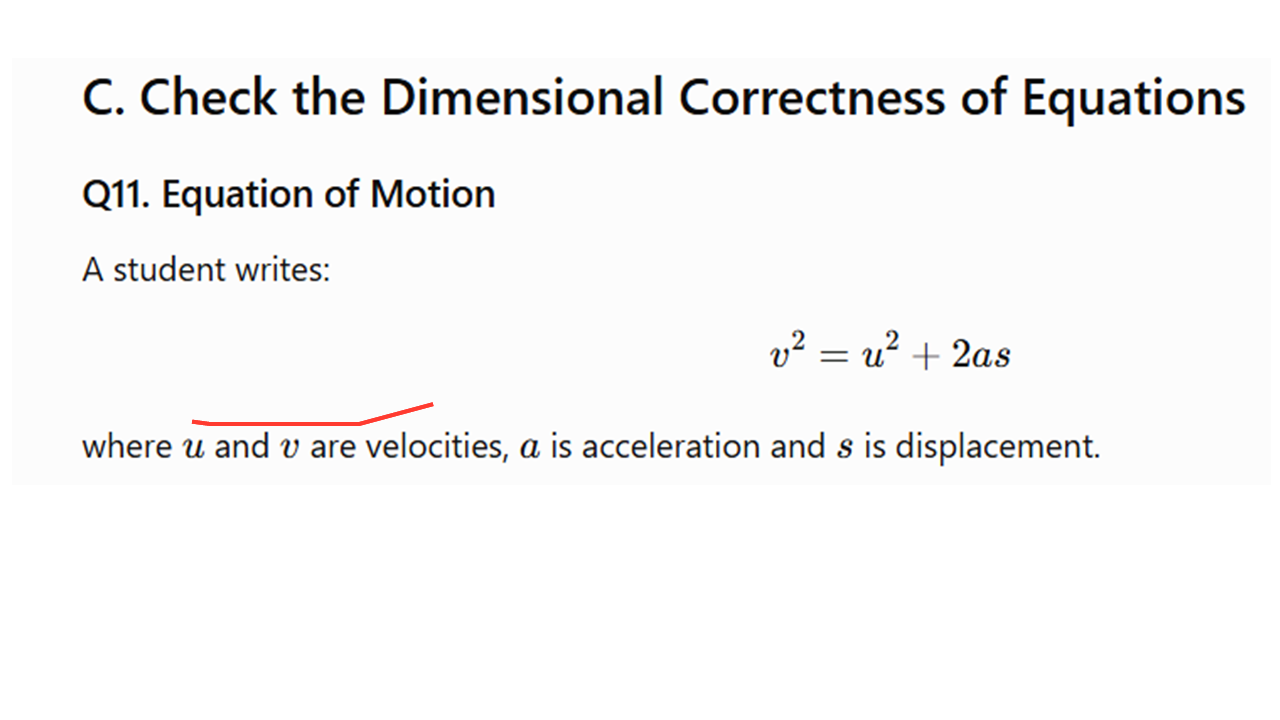 C. Check the Dimensional Correctness of Equations
Q11. Equation of Motion
A student writes:
v² = u² + 2as
where u and v are velocities, a is acceleration and s is displacement.